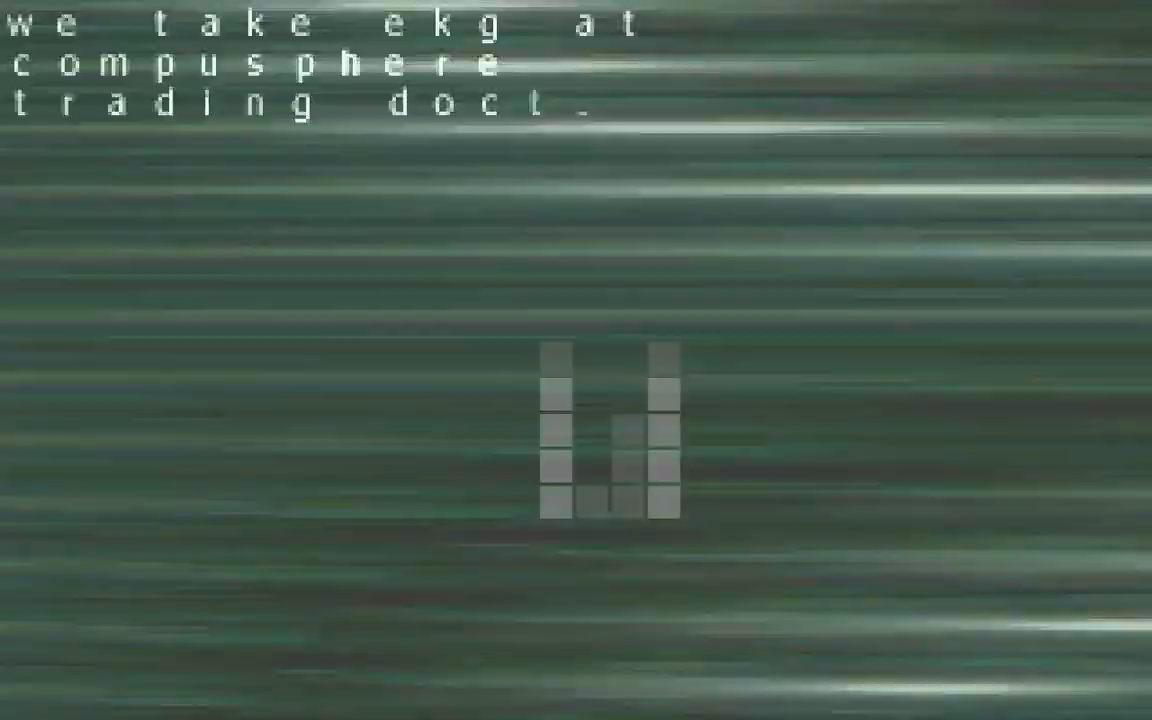 we take ekg at
compusphere
trading doct.